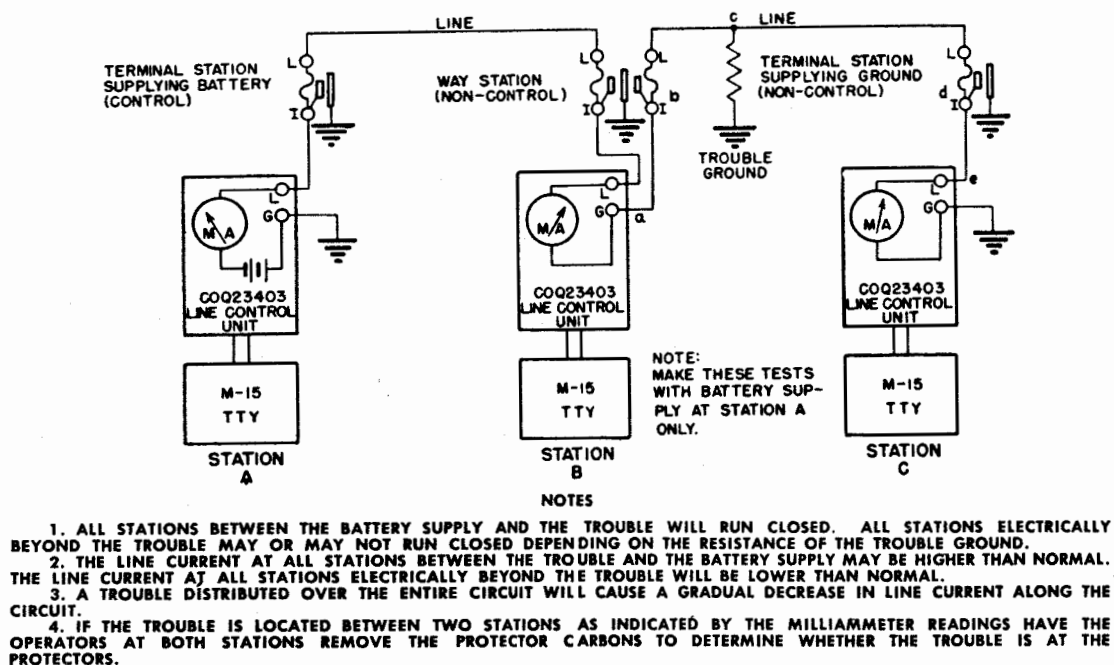 LINE
c
LINE
TERMINAL STATION
SUPPLYING BATTERY
(CONTROL)
L
I
WAY STATION
(NON-CONTROL)
L
I
L
b
I
TERMINAL STATION
SUPPLYING GROUND
(NON-CONTROL)
L
d
I
TROUBLE
GROUND
L
G
MA
COQ23403
LINE CONTROL
UNIT
L
G
a
MA
COQ23403
LINE CONTROL
UNIT
L
e
G
MA
COQ23403
LINE CONTROL
UNIT
M-15
TTY
STATION
A
M-15
TTY
STATION
B
NOTE:
MAKE THESE TESTS
WITH BATTERY SUP-
PLY AT STATION A
ONLY.
M-15
TTY
STATION
C
NOTES
1. ALL STATIONS BETWEEN THE BATTERY SUPPLY AND THE TROUBLE WILL RUN CLOSED. ALL STATIONS ELECTRICALLY
BEYOND THE TROUBLE MAY OR MAY NOT RUN CLOSED DEPENDING ON THE RESISTANCE OF THE TROUBLE GROUND.
2. THE LINE CURRENT AT ALL STATIONS BETWEEN THE TROUBLE AND THE BATTERY SUPPLY MAY BE HIGHER THAN NORMAL.
THE LINE CURRENT AT ALL STATIONS ELECTRICALLY BEYOND THE TROUBLE WILL BE LOWER THAN NORMAL.
3. A TROUBLE DISTRIBUTED OVER THE ENTIRE CIRCUIT WILL CAUSE A GRADUAL DECREASE IN LINE CURRENT ALONG THE
CIRCUIT.
4. IF THE TROUBLE IS LOCATED BETWEEN TWO STATIONS AS INDICATED BY THE MILLIAMMETER READINGS HAVE THE
OPERATORS AT BOTH STATIONS REMOVE THE PROTECTOR CARBONS TO DETERMINE WHETHER THE TROUBLE IS AT THE
PROTECTORS.